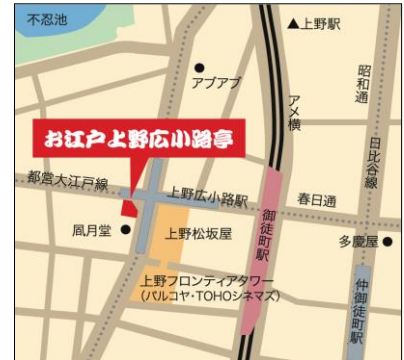 不忍池
▲上野駅
アブアブ
アメ横
昭和通
日比谷線
お江戸上野広小路亭
都営大江戸線
上野広小路駅
春日通
御徒町駅
周月堂
上野松坂屋
多慶屋
上野フロンティアタワー
(パルコヤ・TOHOシネマズ)
仲御徒町駅